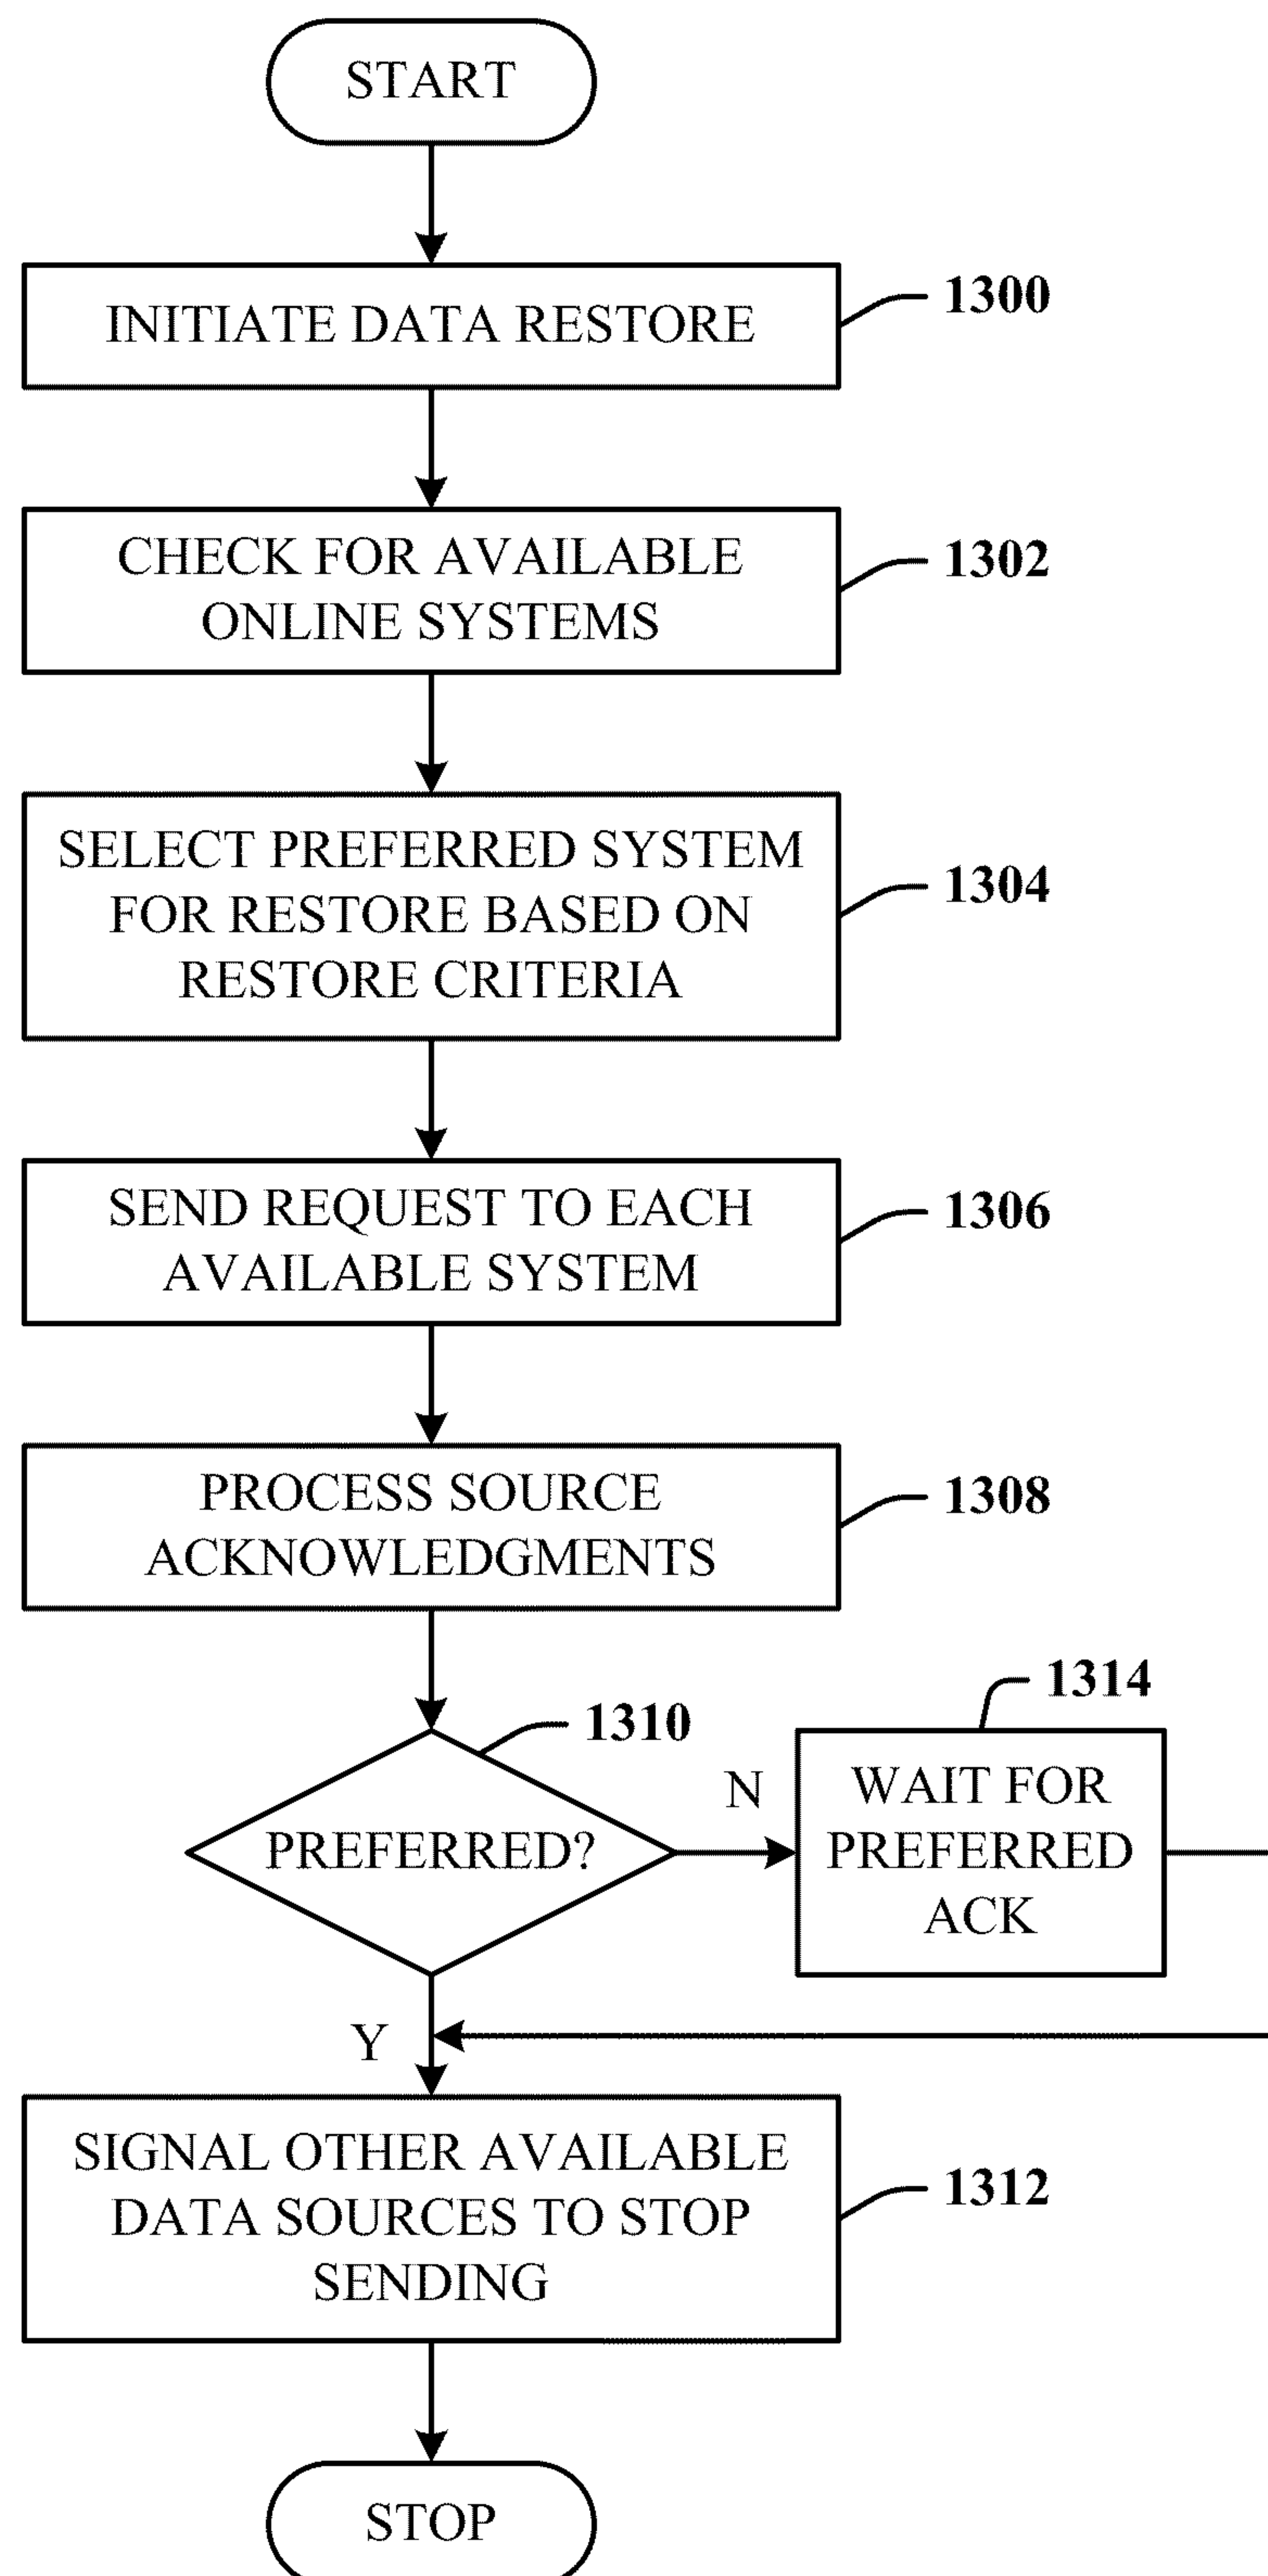 START
INITIATE DATA RESTORE
1300
CHECK FOR AVAILABLE
ONLINE SYSTEMS
1302
SELECT PREFERRED SYSTEM
FOR RESTORE BASED ON
RESTORE CRITERIA
1304
SEND REQUEST TO EACH
AVAILABLE SYSTEM
1306
PROCESS SOURCE
ACKNOWLEDGMENTS
1308
PREFERRED?
1310
N
WAIT FOR
PREFERRED
ACK
1314
Y
SIGNAL OTHER AVAILABLE
DATA SOURCES TO STOP
SENDING
1312
STOP